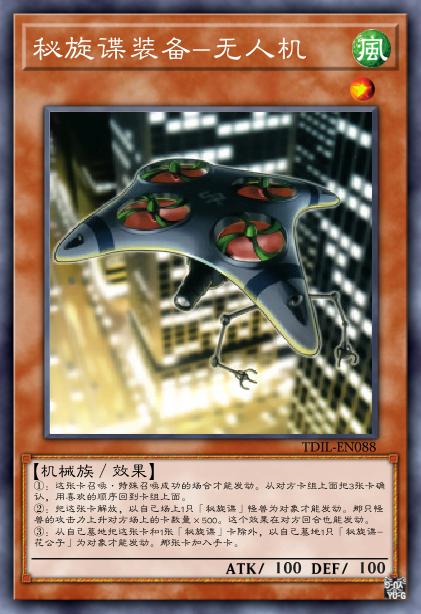 秘旋谍装备-无人机
風
TDIL-EN088
【机械族／效果】
①：这张卡召唤·特殊召唤成功的场合才能发动。从对方卡组上面把3张卡确
认，用喜欢的顺序回到卡组上面。
②：把这张卡解放，以自己场上1只「秘旋谍」怪兽为对象才能发动。那只怪
兽的攻击力上升对方场上的卡数量×500。这个效果在对方回合也能发动。
③：从自己墓地把这张卡和1张「秘旋谍」卡除外，以自己墓地1只「秘旋谍-
花公子」为对象才能发动。那张卡加入手卡。
ATK/ 100 DEF/ 100